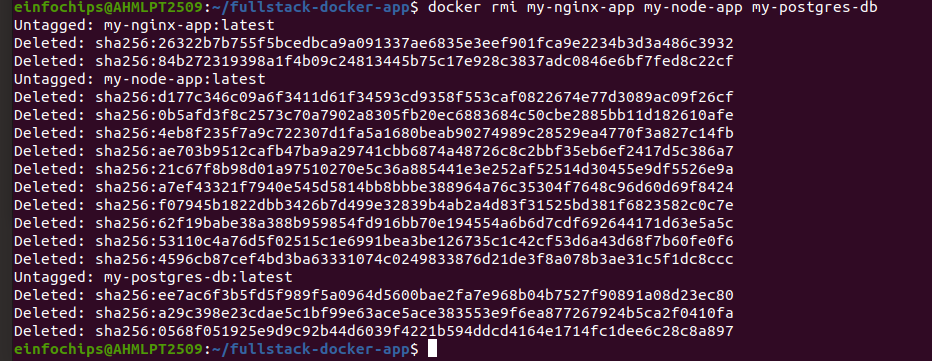 einfochips@AHMLPT2509:~/fullstack-docker-app$ docker rmi my-nginx-app my-node-app my-postgres-db
Untagged: my-nginx-app:latest
Deleted: sha256:26322b7b755f5bcedbca9a091337ae6835e3eef901fca9e2234b3d3a486c3932
Deleted: sha256:84b272319398a1f4b09c24813445b75c17e928c3837adc0846e6bf7fed8c22cf
Untagged: my-node-app:latest
Deleted: sha256:d177c346c09a6f3411d61f34593cd9358f553caf0822674e77d3089ac09f26cf
Deleted: sha256:0b5afd3f8c2573c70a7902a8305fb20ec6883684c50cbe2885bb11d182610afe
Deleted: sha256:4eb8f235f7a9c722307d1fa5a1680beab90274989c28529ea4770f3a827c14fb
Deleted: sha256:ae703b9512cafb47ba9a29741cbb6874a48726c8c2bbf35eb6ef2417d5c386a7
Deleted: sha256:21c67f8b98d01a97510270e5c36a885441e3e252af52514d30455e9df5526e9a
Deleted: sha256:a7ef43321f7940e545d5814bb8bbbe388964a76c35304f7648c96d60d69f8424
Deleted: sha256:f07945b1822dbb3426b7d499e32839b4ab2a4d83f31525bd381f6823582c0c7e
Deleted: sha256:62f19babe38a388b959854fd916bb70e194554a6b6d7cdf692644171d63e5a5c
Deleted: sha256:53110c4a76d5f02515c1e6991bea3be126735c1c42cf53d6a43d68f7b60fe0f6
Deleted: sha256:4596cb87cef4bd3ba63331074c0249833876d21de3f8a078b3ae31c5f1dc8ccc
Untagged: my-postgres-db:latest
Deleted: sha256:ee7ac6f3b5fd5f989f5a0964d5600bae2fa7e968b04b7527f90891a08d23ec80
Deleted: sha256:a29c398e23cdae5c1bf99e63ace5ace383553e9f6ea877267924b5ca2f0410fa
Deleted: sha256:0568f051925e9d9c92b44d6039f4221b594ddcd4164e1714fc1dee6c28c8a897
einfochips@AHMLPT2509:~/fullstack-docker-app$